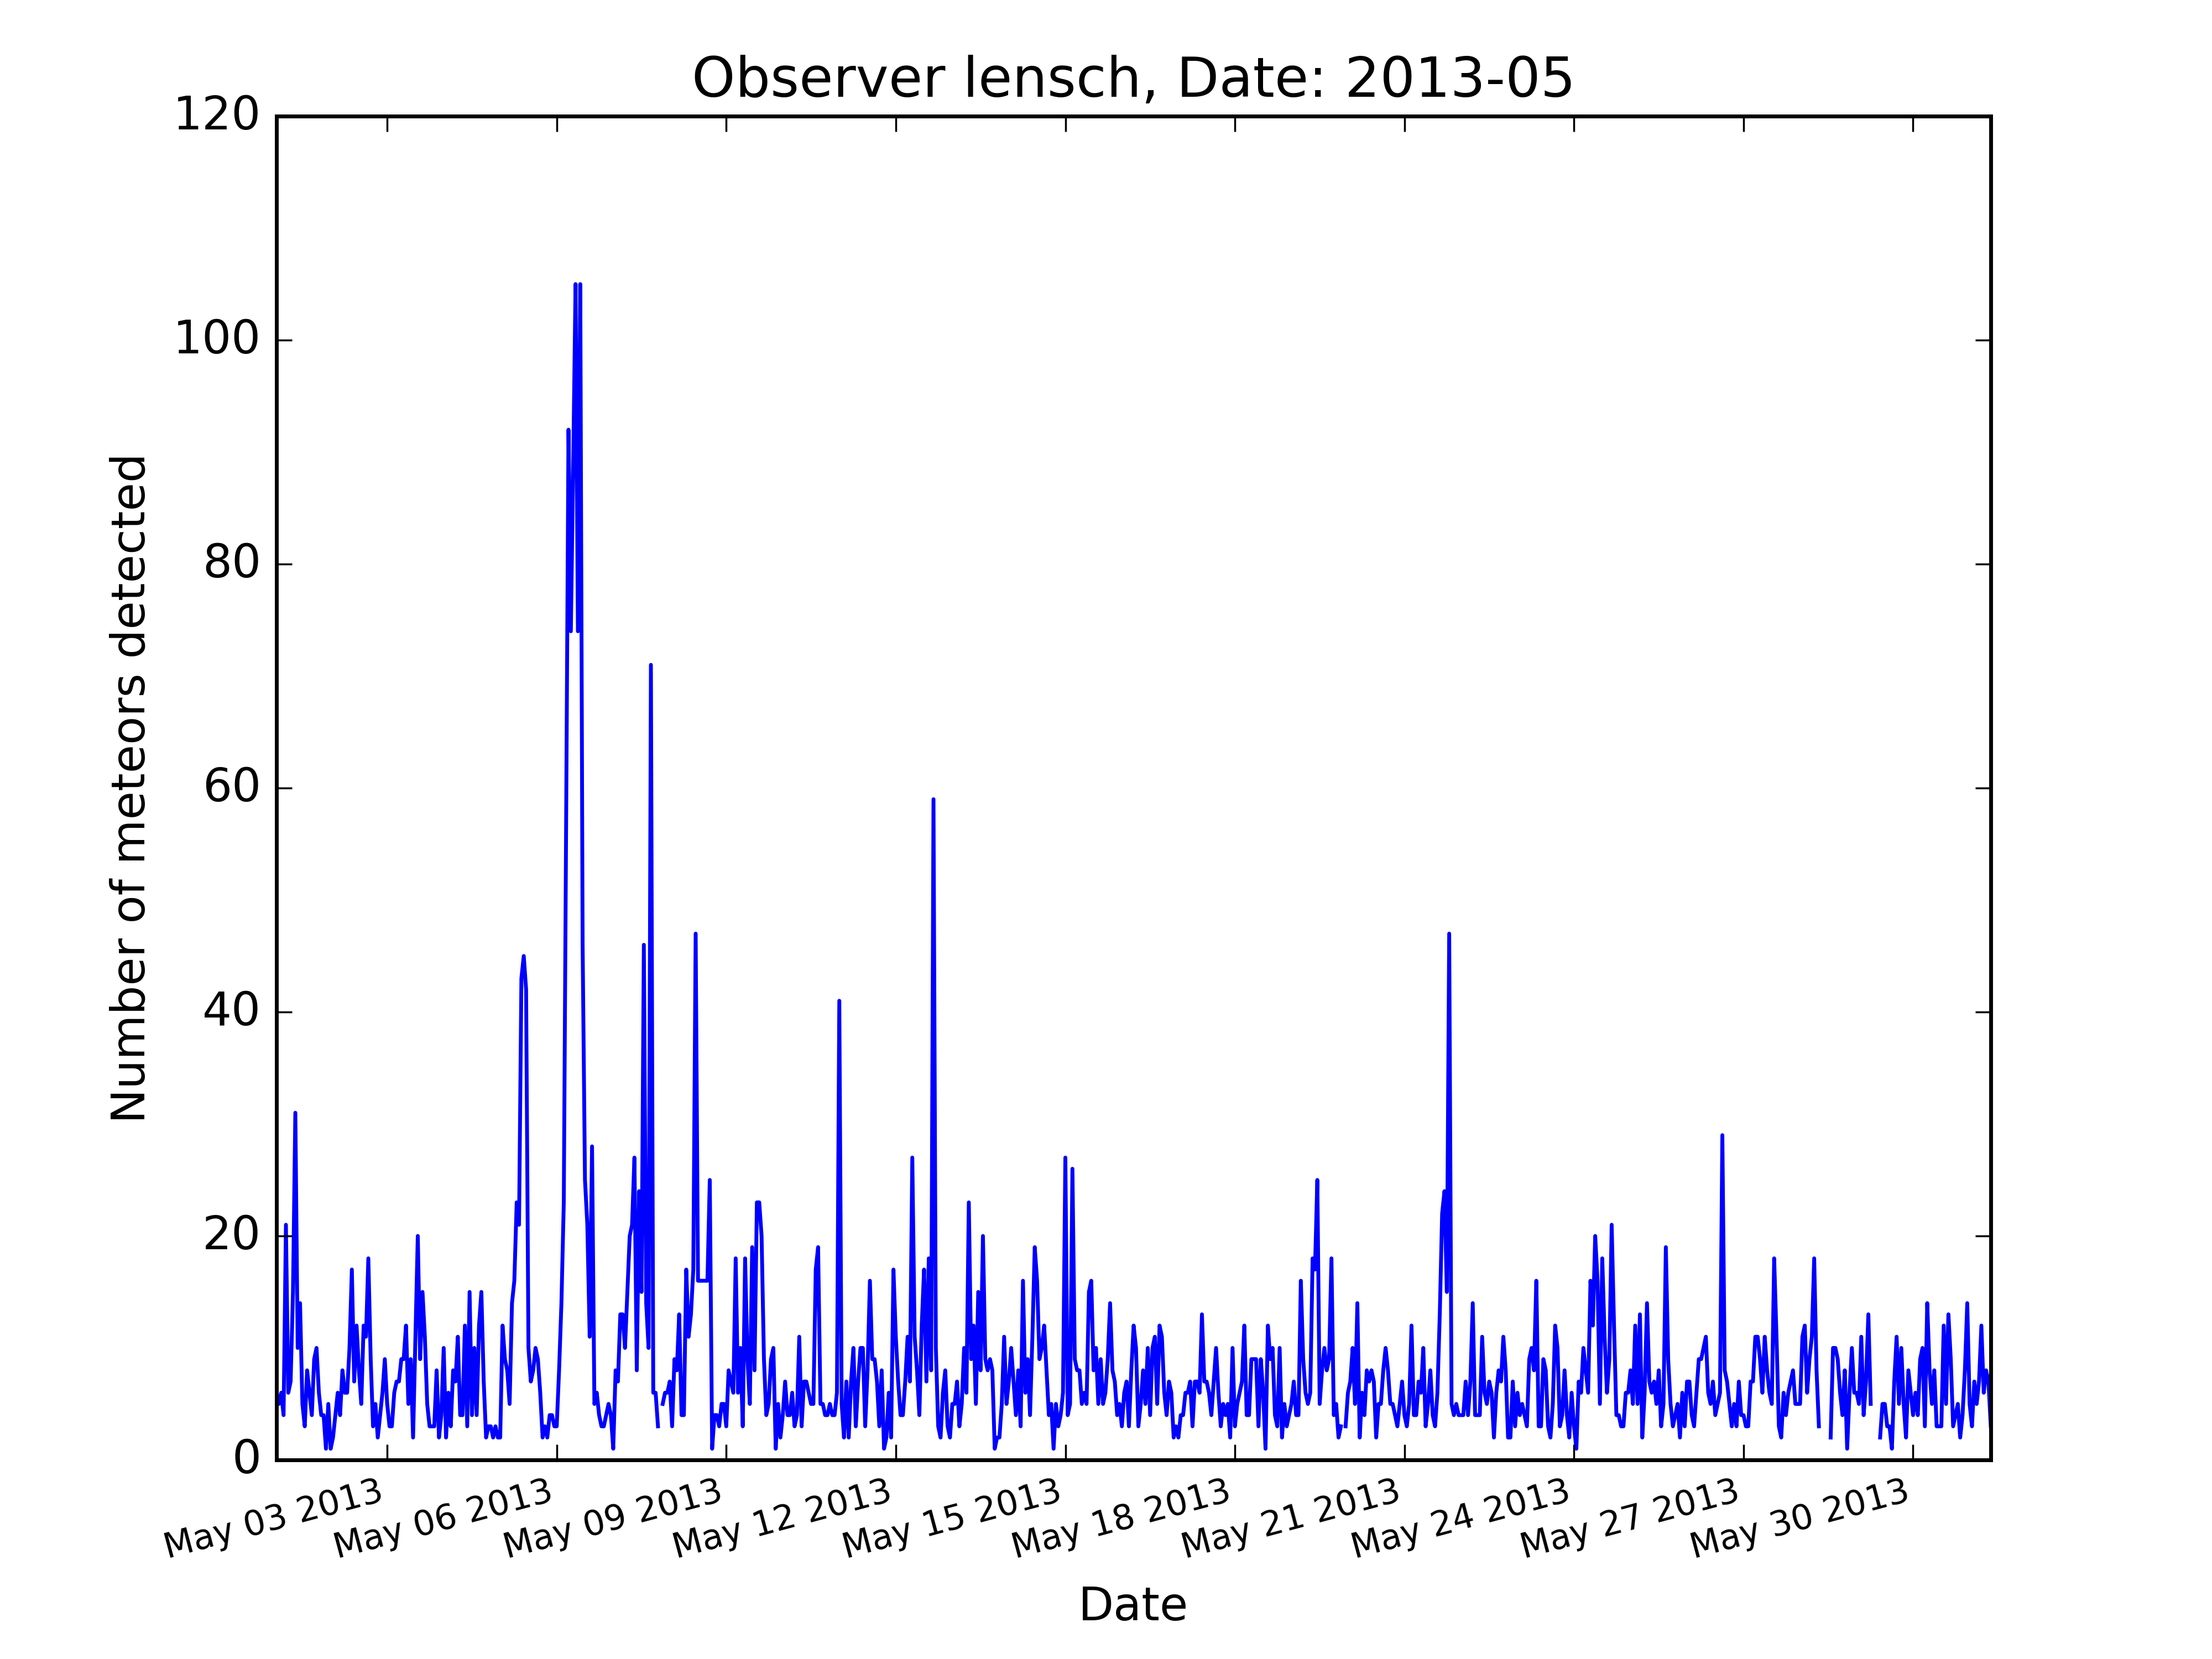 Observer lensch, Date: 2013-05
120
100
80
60
40
20
0
Number of meteors detected
May 03 2013
May 06 2013
May 09 2013
May 12 2013
May 15 2013
May 18 2013
May 21 2013
May 24 2013
May 27 2013
May 30 2013
Date